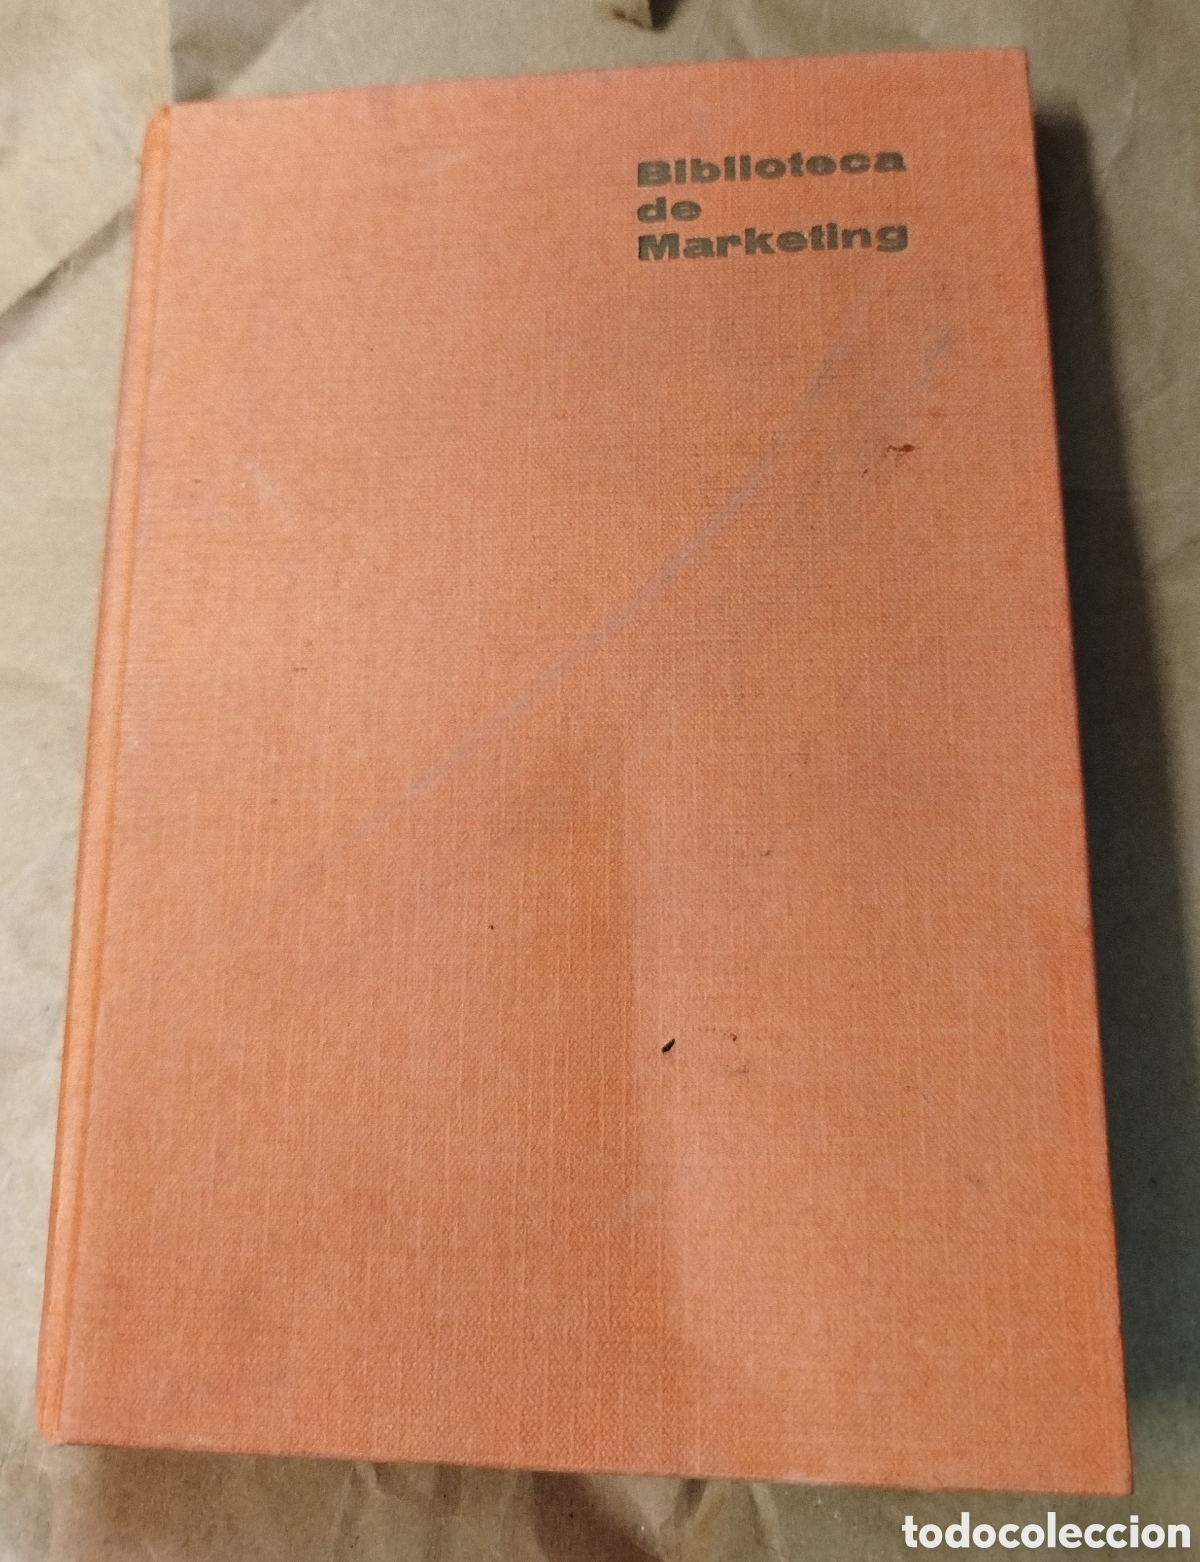 Biblioteca
de
Marketing
todocoleccion